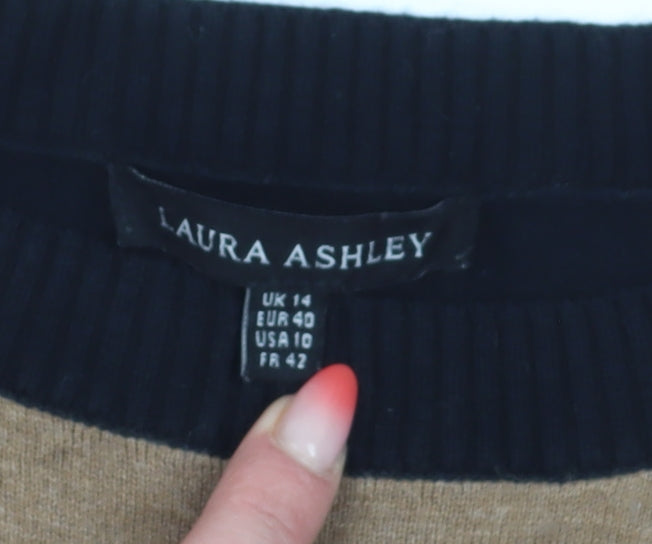 LAURA ASHLEY
UK 14
EUR 40
USA 10
FR 42